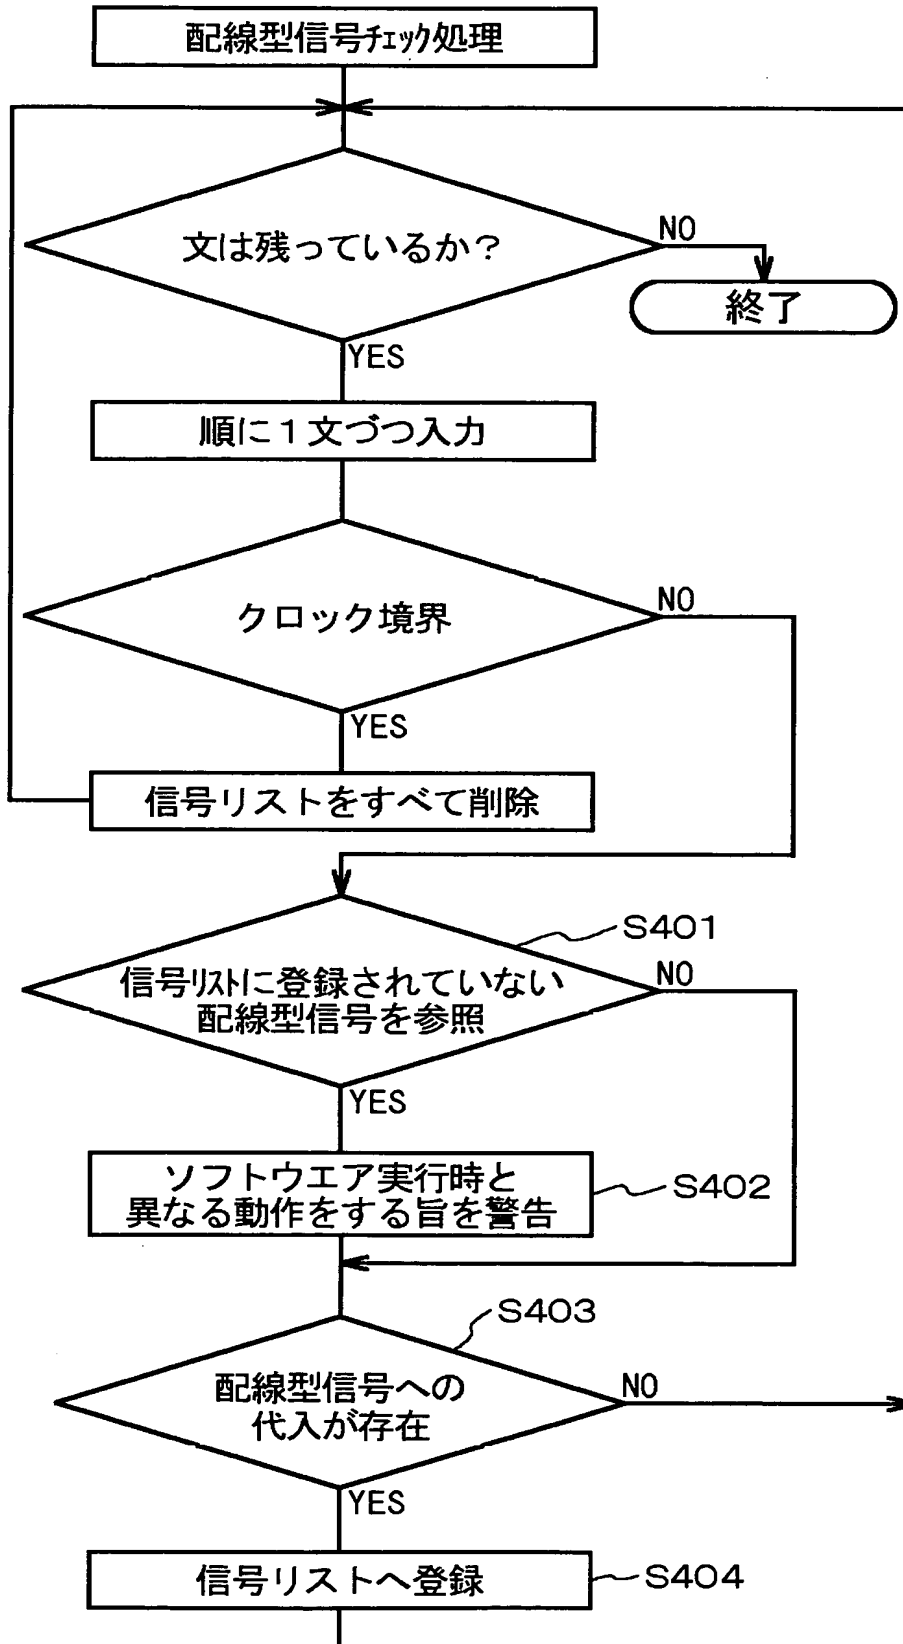 配線型信号チェック処理
文は残っているか？
NO
終了
YES
順に１文づつ入力
クロック境界
NO
YES
信号リストをすべて削除
S401
信号リストに登録されていない
配線型信号を参照
NO
YES
ソフトウエア実行時と
異なる動作をする旨を警告
S402
S403
配線型信号への
代入が存在
NO
YES
信号リストへ登録
S404